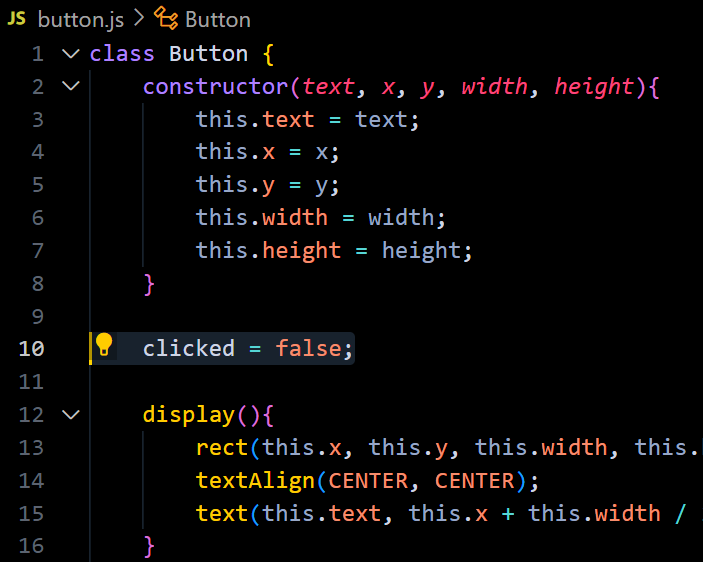 JS button.js > Button
1 class Button {
2 constructor(text, x, y, width, height){
3 this.text = text;
4 this.x = x;
5 this.y = y;
6 this.width = width;
7 this.height = height;
8 }
9
10 clicked = false;
11
12 display(){
13 rect(this.x, this.y, this.width, this.
14 textAlign(CENTER, CENTER);
15 text(this.text, this.x + this.width /
16 }